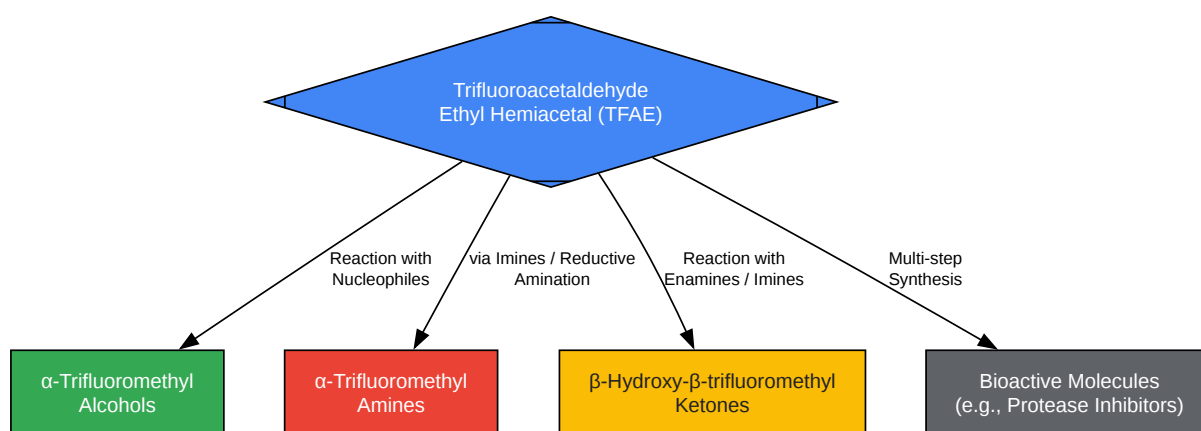 Trifluoroacetaldehyde
Ethyl Hemiacetal (TFAE)
Reaction with
Nucleophiles
via Imines / Reductive
Amination
Reaction with
Enamines / Imines
Multi-step
Synthesis
α-Trifluoromethyl
Alcohols
α-Trifluoromethyl
Amines
β-Hydroxy-β-trifluoromethyl
Ketones
Bioactive Molecules
(e.g., Protease Inhibitors)